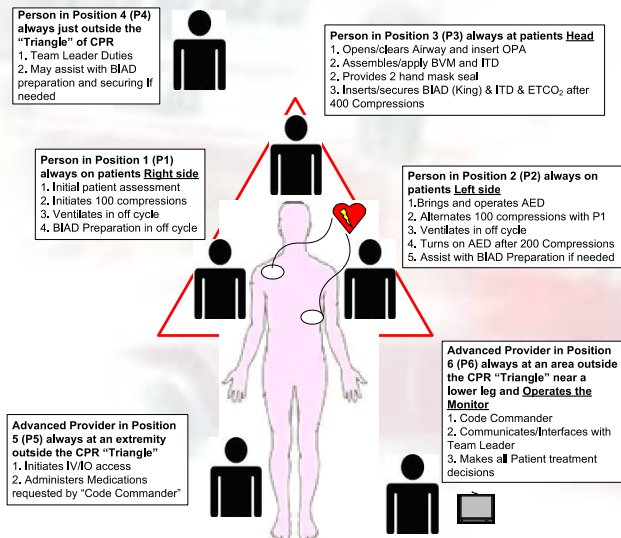 Person in Position 4 (P4)
always just outside the
“Triangle” of CPR
1. Team Leader Duties
2. May assist with BIAD
preparation and securing If
needed
Person in Position 3 (P3) always at patients Head
1. Opens/clears Airway and insert OPA
2. Assembles/apply BVM and ITD
2. Provides 2 hand mask seal
3. Inserts/secures BIAD (King) & ITD & ETCO₂ after
400 Compressions
Person in Position 1 (P1)
always on patients Right side
1. Initial patient assessment
2. Initiates 100 compressions
3. Ventilates in off cycle
4. BIAD Preparation in off cycle
Person in Position 2 (P2) always on
patients Left side
1.Brings and operates AED
2. Alternates 100 compressions with P1
3. Ventilates in off cycle
4. Turns on AED after 200 Compressions
5. Assist with BIAD Preparation if needed
Advanced Provider in Position
6 (P6) always at an area outside
the CPR “Triangle” near a
lower leg and Operates the
Monitor
1. Code Commander
2. Communicates/Interfaces with
Team Leader
3. Makes all Patient treatment
decisions
Advanced Provider in Position
5 (P5) always at an extremity
outside the CPR “Triangle”
1. Initiates IV/IO access
2. Administers Medications
requested by “Code Commander”